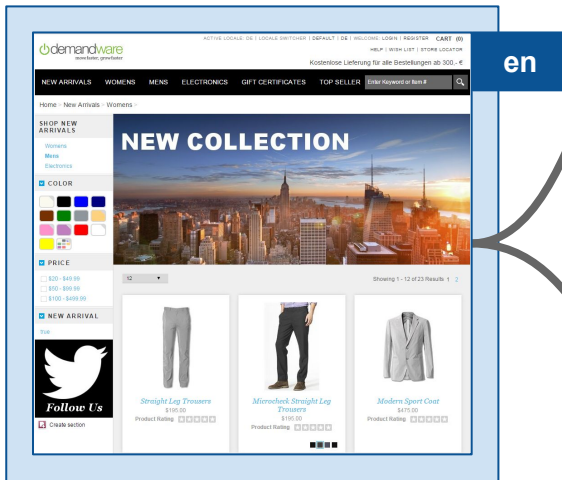 ACTIVE LOCALE: DE | LOCALE SWITCHER | DEFAULT | DE | WELCOME: LOGIN | REGISTER CART (0)
demandware
move faster, grow faster
HELP | WISH LIST | STORE LOCATOR
Kostenlose Lieferung für alle Bestellungen ab 300,- €
en
NEW ARRIVALS WOMENS MENS ELECTRONICS GIFT CERTIFICATES TOP SELLER Enter Keyword or Item #
Home > New Arrivals > Womens >
SHOP NEW
ARRIVALS
Womens
Mens
Electronics
NEW COLLECTION
COLOR
PRICE
$20 - $49.99
$50 - $99.99
$100 - $499.99
NEW ARRIVAL
true
Follow Us
Create section
12
Showing 1 - 12 of 23 Results 1 2
Straight Leg Trousers
$195.00
Product Rating
Microcheck Straight Leg
Trousers
$195.00
Product Rating
Modern Sport Coat
$475.00
Product Rating